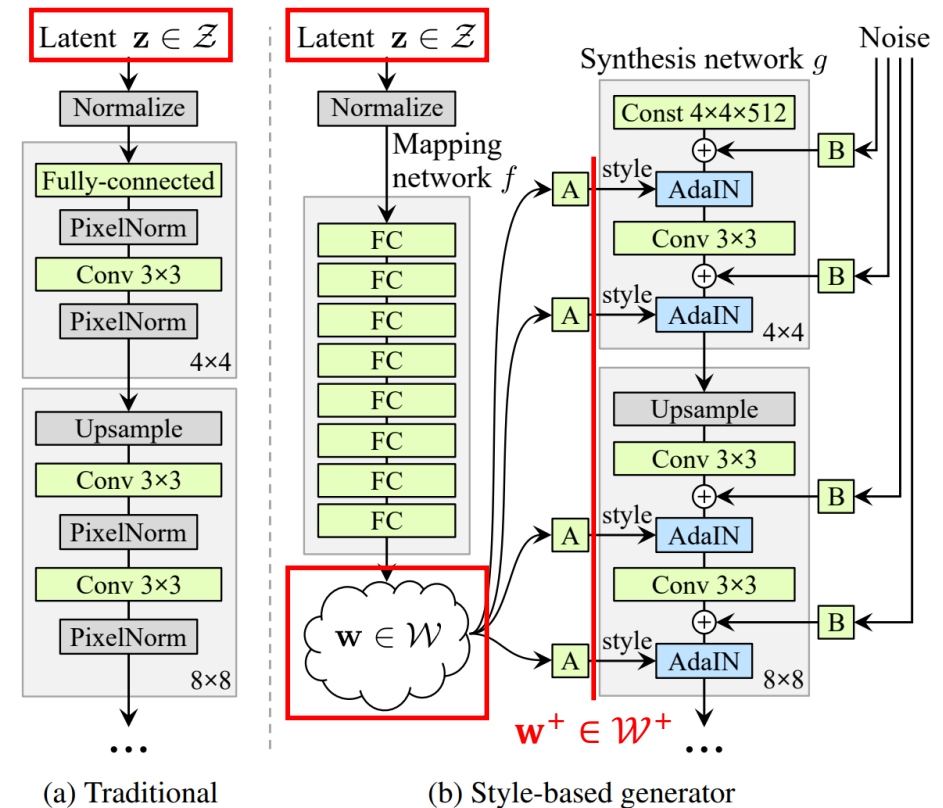 Latent z ∈ 𝒵
Normalize
Fully-connected
PixelNorm
Conv 3×3
PixelNorm
4×4
Upsample
Conv 3×3
PixelNorm
Conv 3×3
PixelNorm
8×8
...
(a) Traditional
Latent z ∈ 𝒵
Normalize
Mapping
network f
FC
FC
FC
FC
FC
FC
FC
FC
w ∈ 𝒲
A
style
A
style
A
style
A
style
w⁺ ∈ 𝒲⁺
Noise
Synthesis network g
Const 4×4×512
+
B
AdaIN
Conv 3×3
+
B
AdaIN
4×4
Upsample
Conv 3×3
+
B
AdaIN
Conv 3×3
+
B
AdaIN
8×8
...
(b) Style-based generator